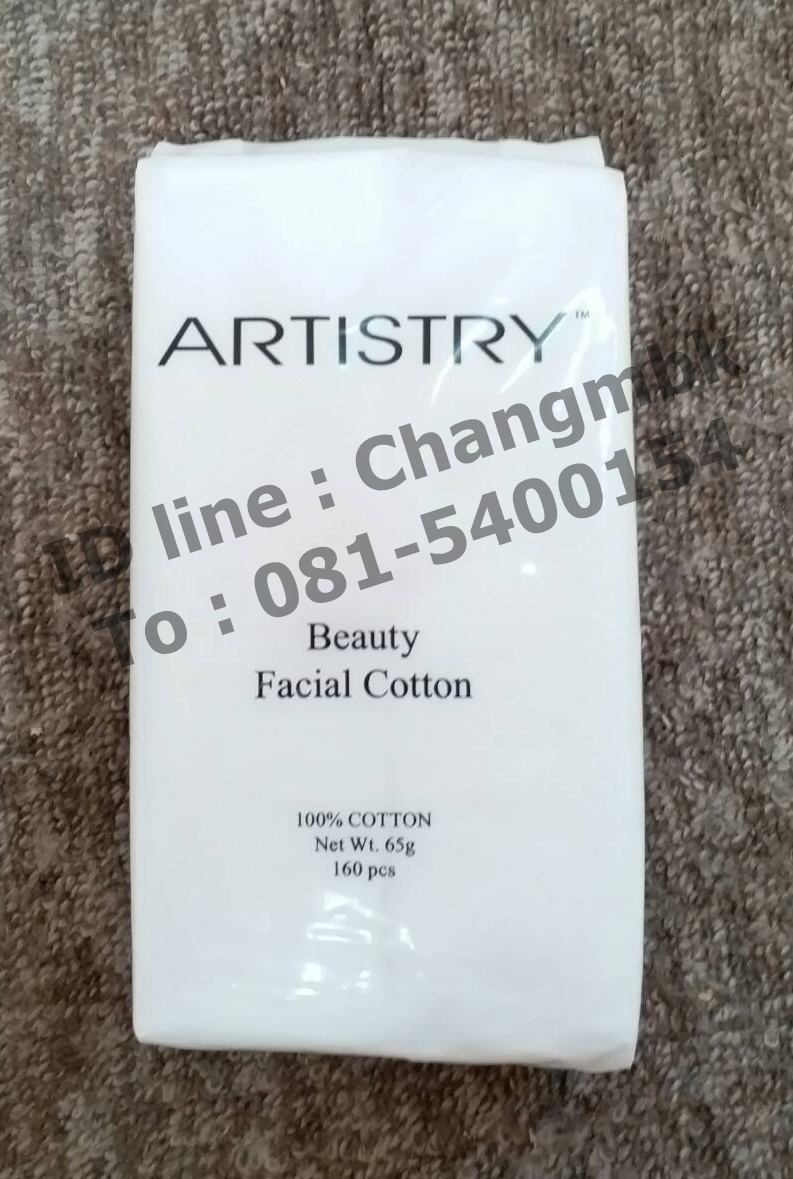 ARTISTRY™
ID line : Changmbk
To : 081-5400154
Beauty
Facial Cotton
100% COTTON
Net Wt. 65g
160 pcs